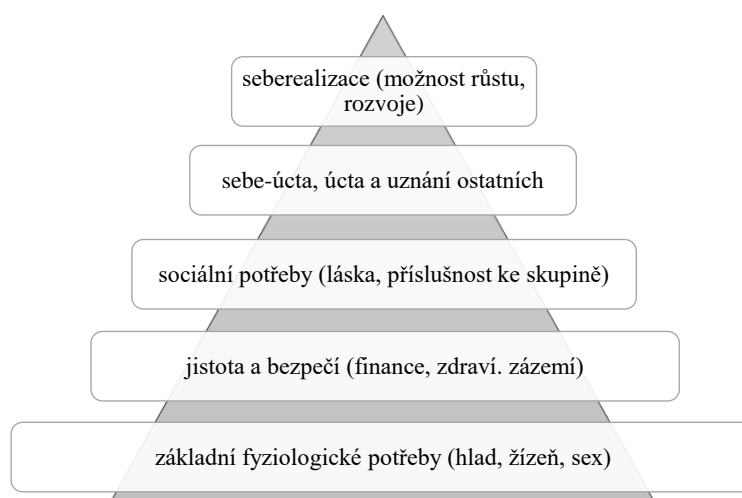 seberealizace (možnost růstu,
rozvoje)
sebe-úcta, úcta a uznání ostatních
sociální potřeby (láska, příslušnost ke skupině)
jistota a bezpečí (finance, zdraví. zázemí)
základní fyziologické potřeby (hlad, žízeň, sex)